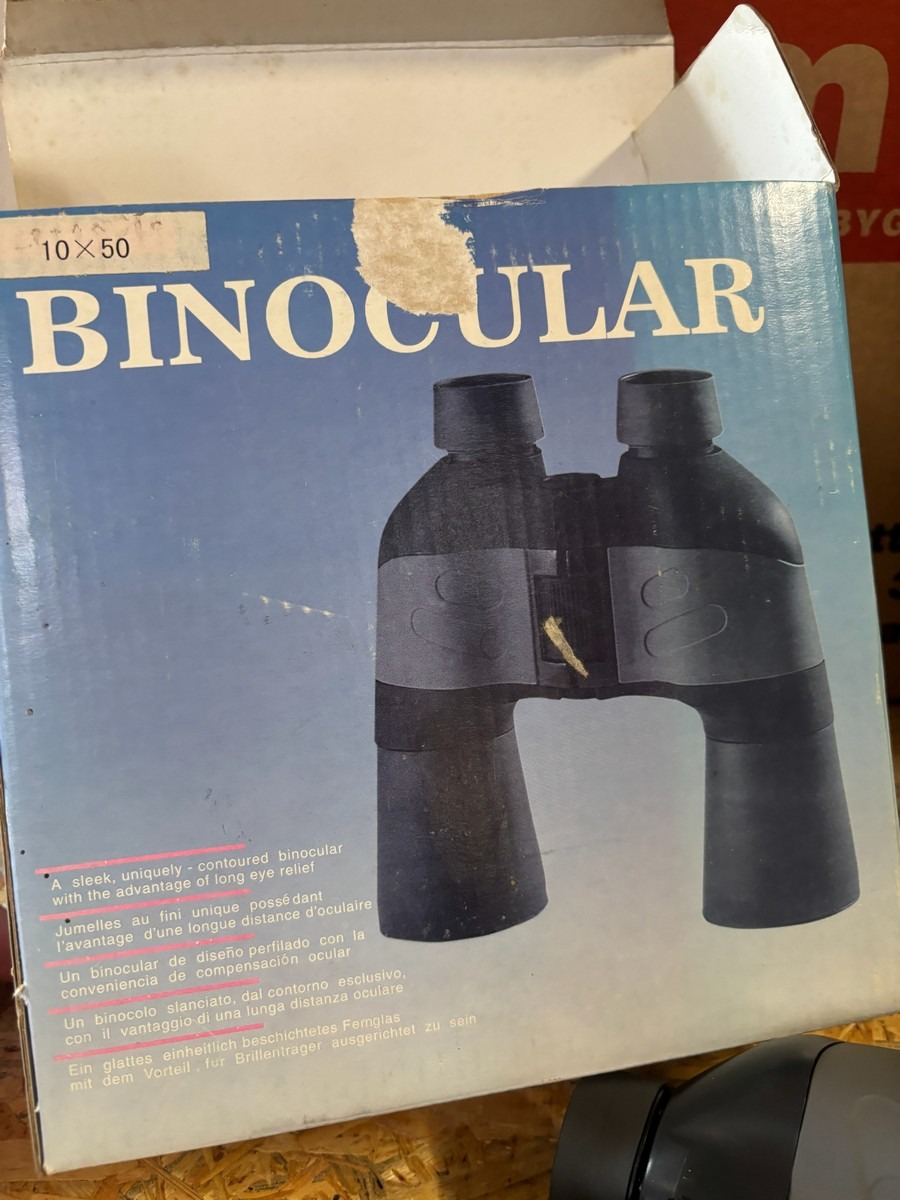 10×50
BINOCULAR
A sleek, uniquely - contoured binocular
with the advantage of long eye relief
Jumelles au fini unique possédant
l'avantage d'une longue distance d'oculaire
Un binocular de diseño perfilado con la
conveniencia de compensación ocular
Un binocolo slanciato, dal contorno esclusivo,
con il vantaggio di una lunga distanza oculare
Ein glattes einheitlich beschichtetes Fernglas
mit dem Vorteil . fur Brillentrager ausgerichtet zu sein